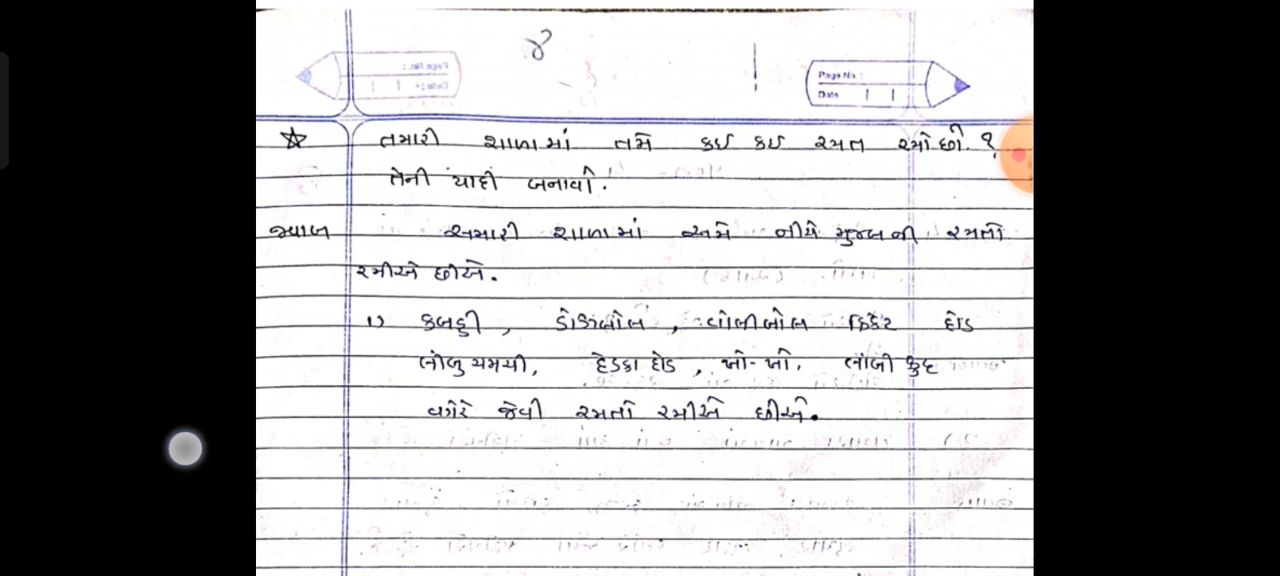 ૪
Page No :
Date
☆ તમારી શાળામાં તમે કઈ કઈ રમત રમો છો. ?
તેની યાદી બનાવો.
જવાબ અમારી શાળામાં અમે નીચે મુજબની રમતો
રમીએ છીએ.
1) કબડ્ડી, ડોઝબોલ, વોલીબોલ ક્રિકેટ દોડ
લીંબુ ચમચી, દેડકા દોડ, ખો-ખો, લાંબી કુદ
વગેરે જેવી રમતો રમીએ છીએ.